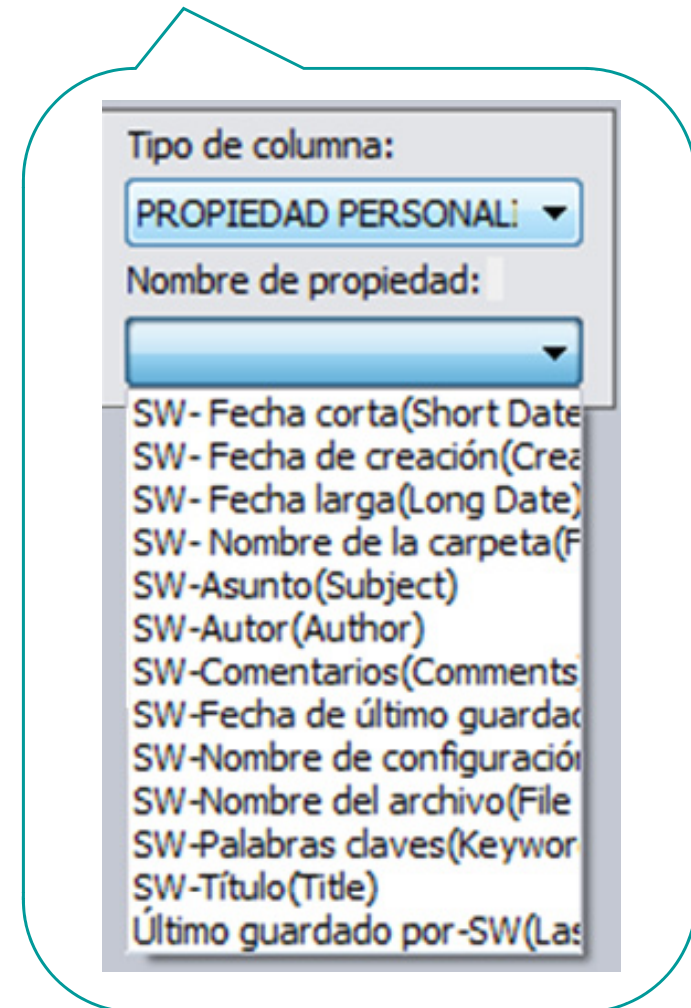 Tipo de columna:
PROPIEDAD PERSONALI
Nombre de propiedad:
SW- Fecha corta(Short Date
SW- Fecha de creación(Crea
SW- Fecha larga(Long Date)
SW- Nombre de la carpeta(F
SW-Asunto(Subject)
SW-Autor(Author)
SW-Comentarios(Comments)
SW-Fecha de último guardad
SW-Nombre de configuración
SW-Nombre del archivo(File
SW-Palabras claves(Keywor
SW-Título(Title)
Último guardado por-SW(Las